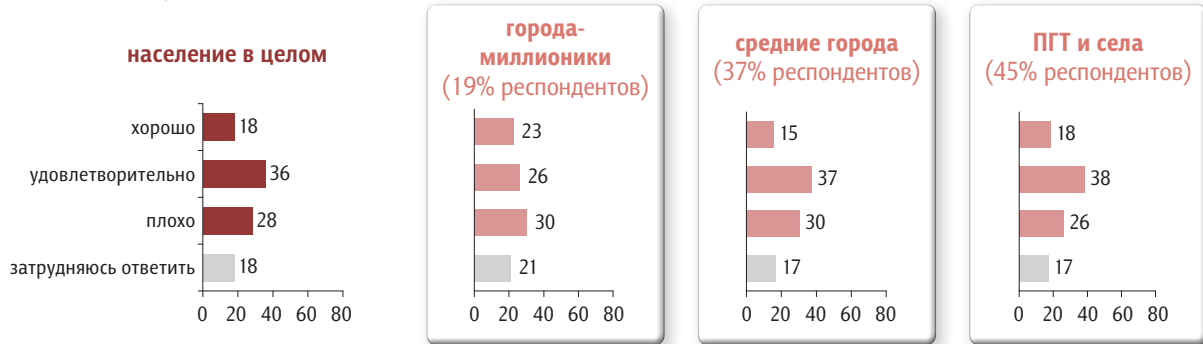 население в целом
хорошо 18
удовлетворительно 36
плохо 28
затрудняюсь ответить 18
0 20 40 60 80
города-
миллионики
(19% респондентов)
23
26
30
21
0 20 40 60 80
средние города
(37% респондентов)
15
37
30
17
0 20 40 60 80
ПГТ и села
(45% респондентов)
18
38
26
17
0 20 40 60 80